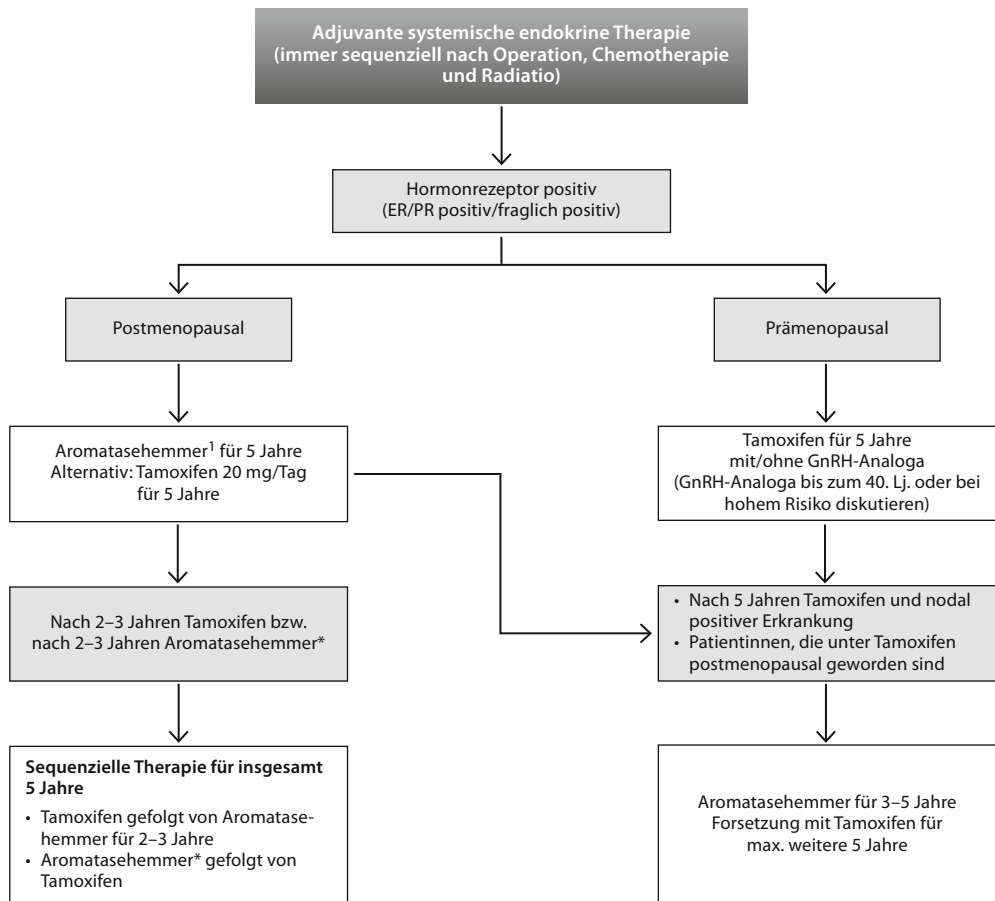 Adjuvante systemische endokrine Therapie
(immer sequenziell nach Operation, Chemotherapie
und Radiatio)
Hormonrezeptor positiv
(ER/PR positiv/fraglich positiv)
Postmenopausal
Prämenopausal
Aromatasehemmer¹ für 5 Jahre
Alternativ: Tamoxifen 20 mg/Tag
für 5 Jahre
Tamoxifen für 5 Jahre
mit/ohne GnRH-Analoga
(GnRH-Analoga bis zum 40. Lj. oder bei
hohem Risiko diskutieren)
Nach 2–3 Jahren Tamoxifen bzw.
nach 2–3 Jahren Aromatasehemmer*
• Nach 5 Jahren Tamoxifen und nodal
positiver Erkrankung
• Patientinnen, die unter Tamoxifen
postmenopausal geworden sind
Sequenzielle Therapie für insgesamt
5 Jahre
• Tamoxifen gefolgt von Aromatase-
hemmer für 2–3 Jahre
• Aromatasehemmer* gefolgt von
Tamoxifen
Aromatasehemmer für 3–5 Jahre
Forsetzung mit Tamoxifen für
max. weitere 5 Jahre